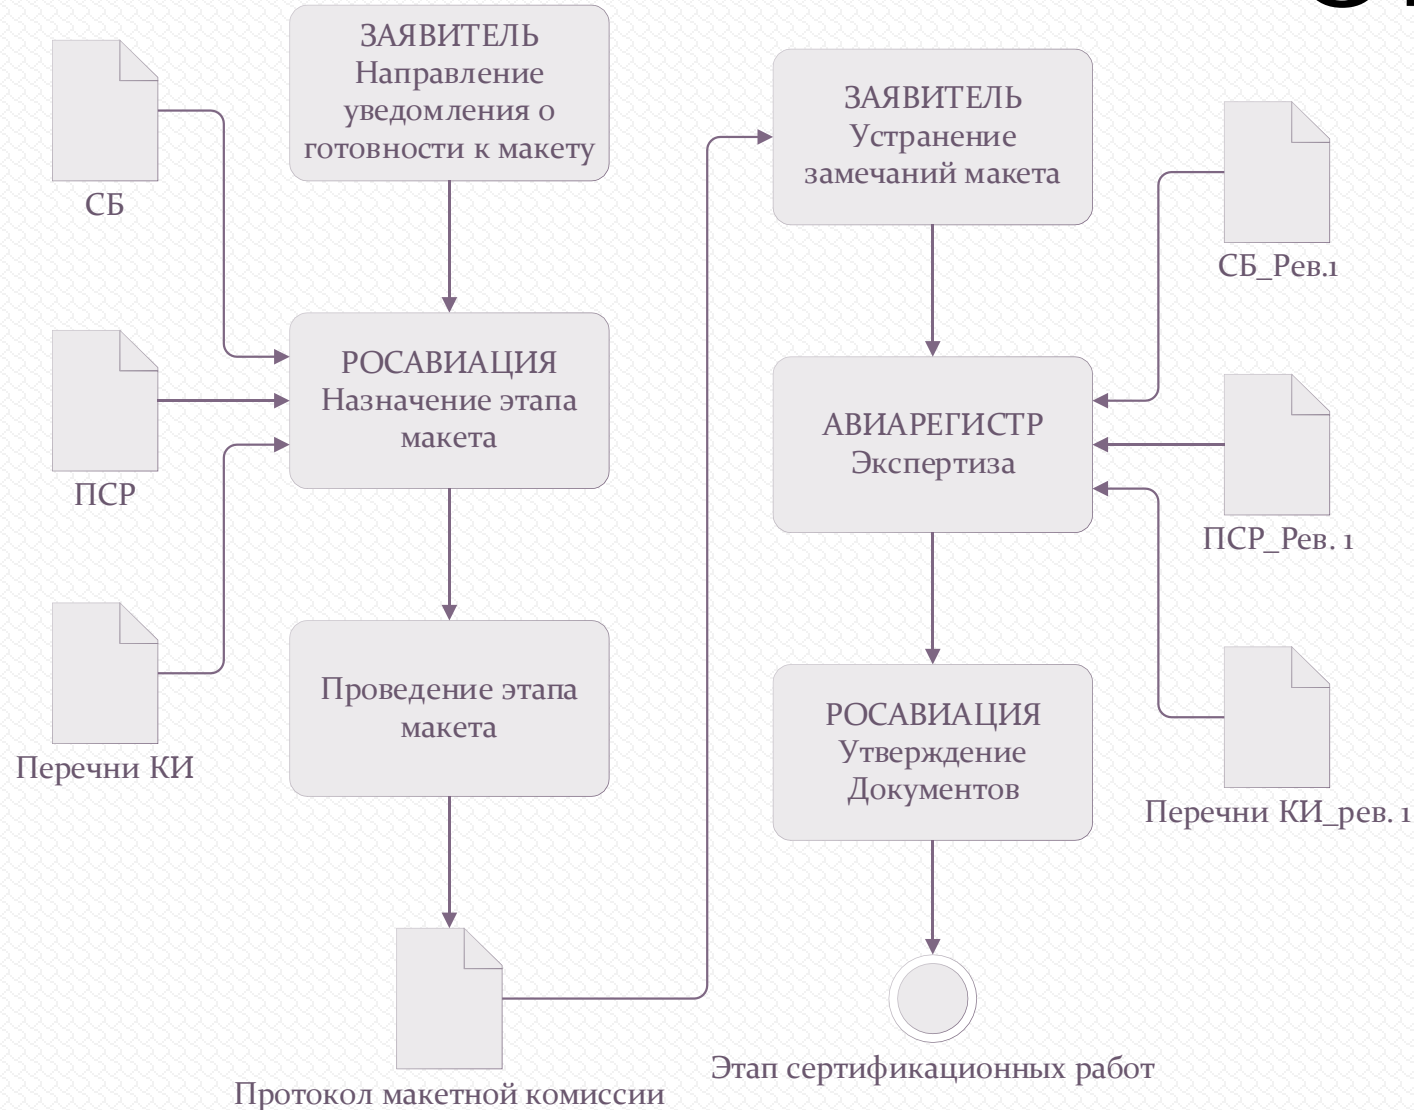 ЗАЯВИТЕЛЬ
Направление
уведомления о
готовности к макету
СБ
РОСАВИАЦИЯ
Назначение этапа
макета
ПСР
Проведение этапа
макета
Перечни КИ
Протокол макетной комиссии
ЗАЯВИТЕЛЬ
Устранение
замечаний макета
СБ_Рев.1
АВИАРЕГИСТР
Экспертиза
ПСР_Рев. 1
РОСАВИАЦИЯ
Утверждение
Документов
Перечни КИ_рев. 1
Этап сертификационных работ